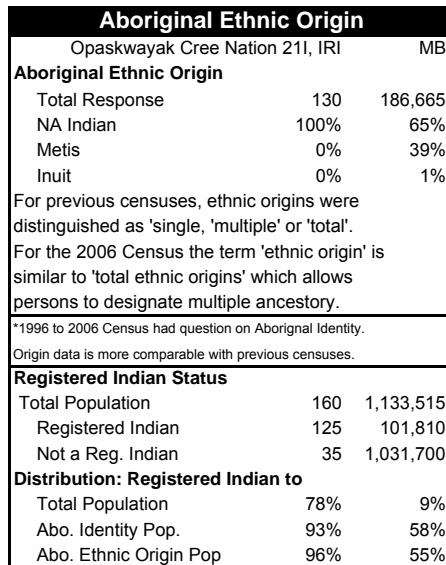 Aboriginal Ethnic Origin
Opaskwayak Cree Nation 21I, IRI MB
Aboriginal Ethnic Origin
Total Response 130 186,665
NA Indian 100% 65%
Metis 0% 39%
Inuit 0% 1%
For previous censuses, ethnic origins were
distinguished as 'single, 'multiple' or 'total'.
For the 2006 Census the term 'ethnic origin' is
similar to 'total ethnic origins' which allows
persons to designate multiple ancestory.
*1996 to 2006 Census had question on Aborignal Identity.
Origin data is more comparable with previous censuses.
Registered Indian Status
Total Population 160 1,133,515
Registered Indian 125 101,810
Not a Reg. Indian 35 1,031,700
Distribution: Registered Indian to
Total Population 78% 9%
Abo. Identity Pop. 93% 58%
Abo. Ethnic Origin Pop 96% 55%